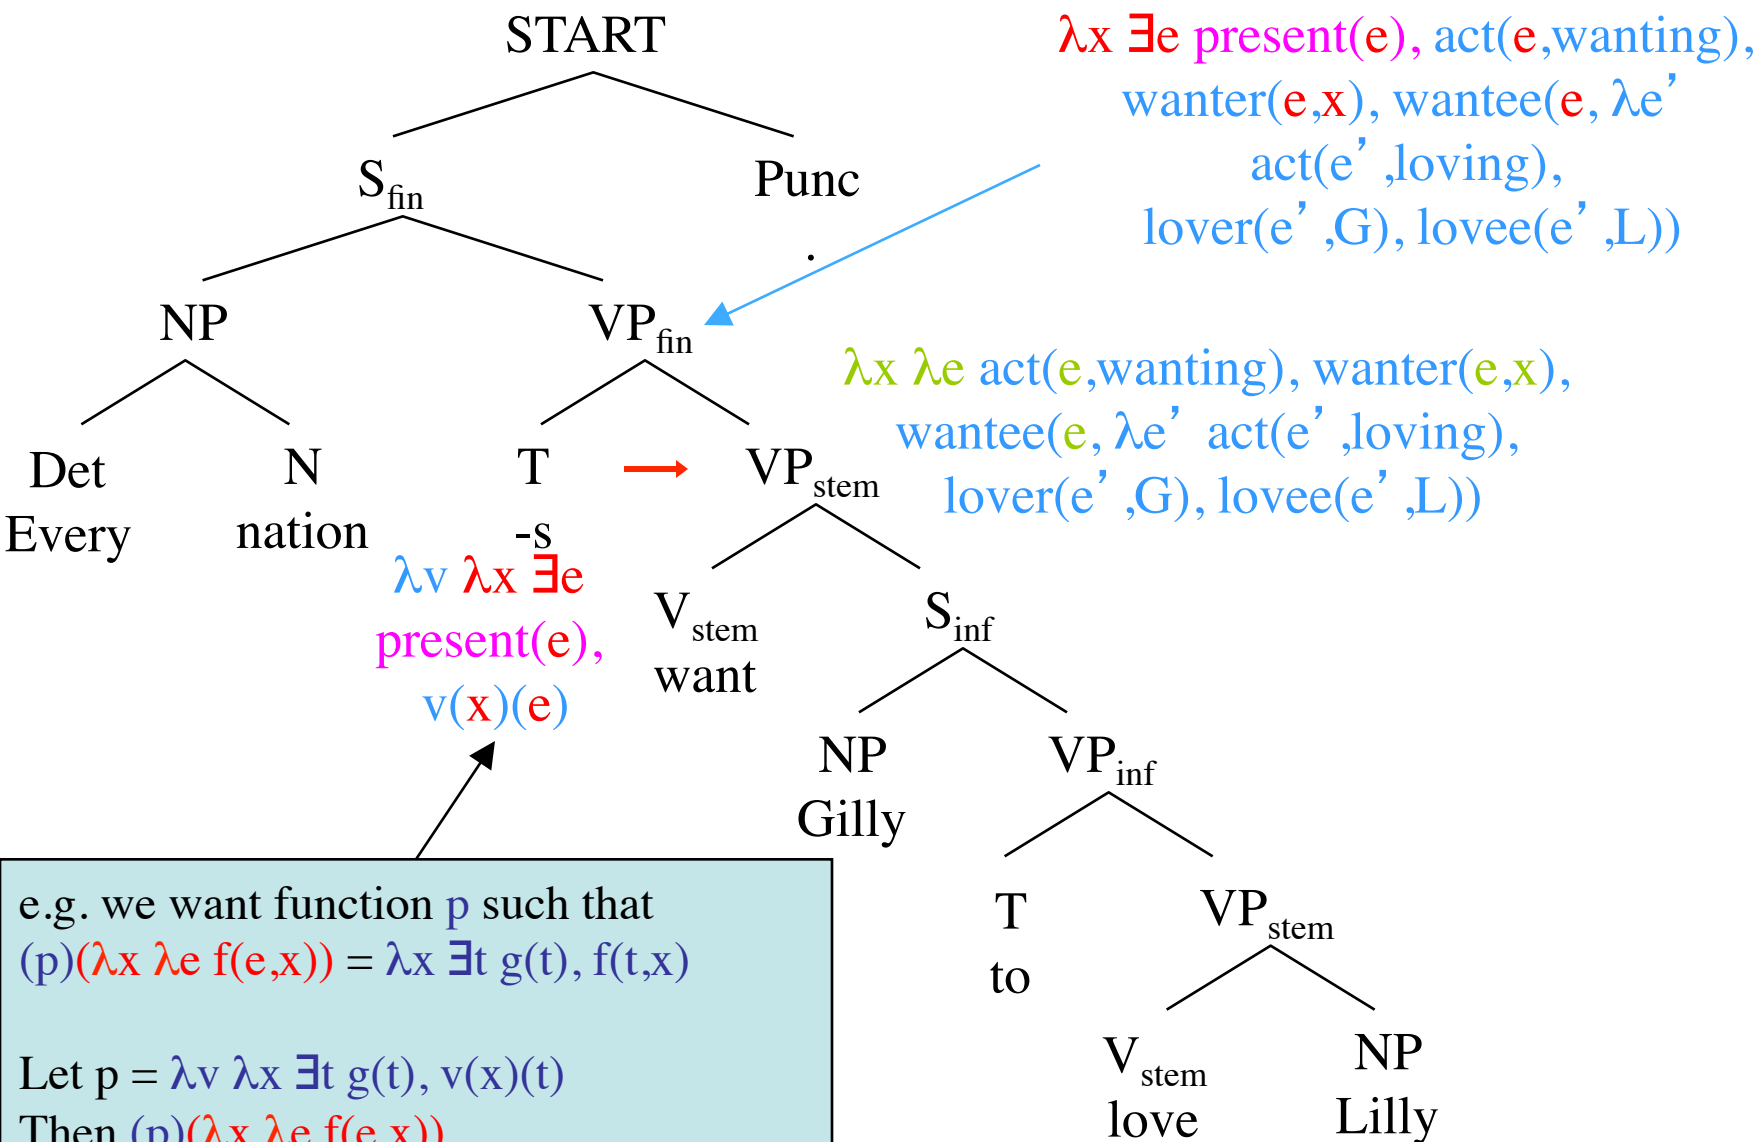 START
λx ∃e present(e), act(e,wanting),
wanter(e,x), wantee(e, λe’
act(e’,loving),
lover(e’,G), lovee(e’,L))
Sfin
Punc
.
NP
VPfin
λx λe act(e,wanting), wanter(e,x),
wantee(e, λe’ act(e’,loving),
lover(e’,G), lovee(e’,L))
Det
N
T
VPstem
Every
nation
-s
λv λx ∃e
present(e),
v(x)(e)
Vstem
Sinf
want
NP
VPinf
Gilly
T
VPstem
to
Vstem
NP
love
Lilly
e.g. we want function p such that
(p)(λx λe f(e,x)) = λx ∃t g(t), f(t,x)
Let p = λv λx ∃t g(t), v(x)(t)
Then (p)(λx λe f(e,x))